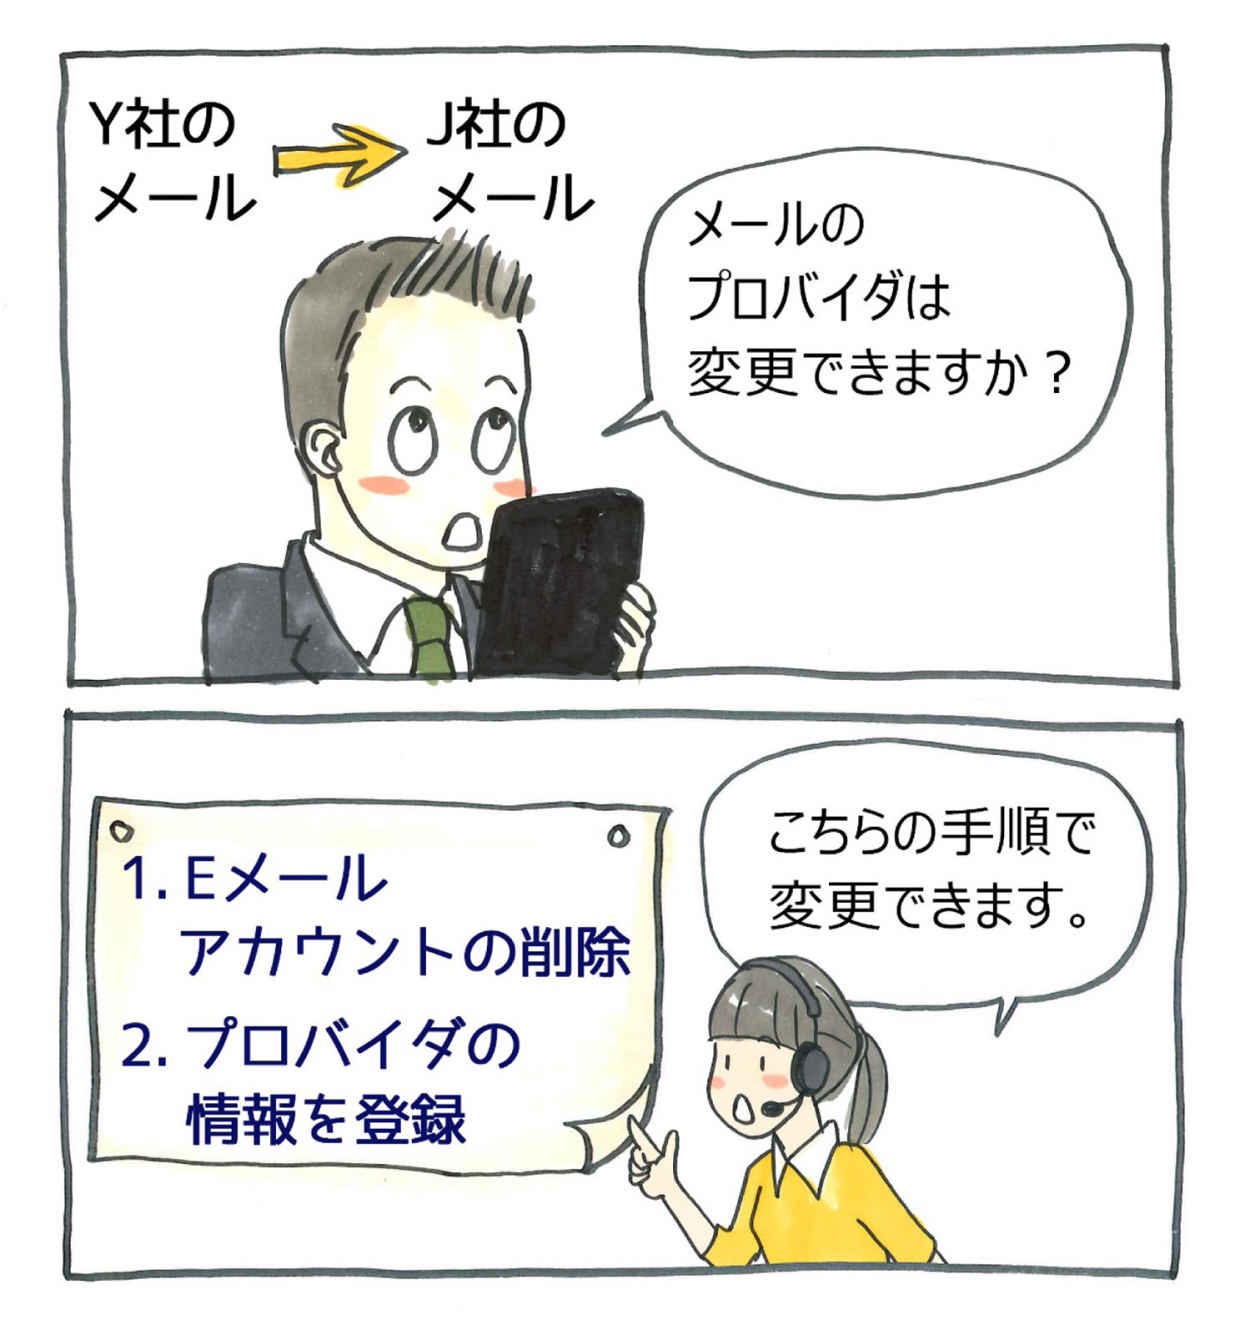 Y社の
メール
J社の
メール
メールの
プロバイダは
変更できますか？
こちらの手順で
変更できます。
1. Eメール
アカウントの削除
2. プロバイダの
情報を登録